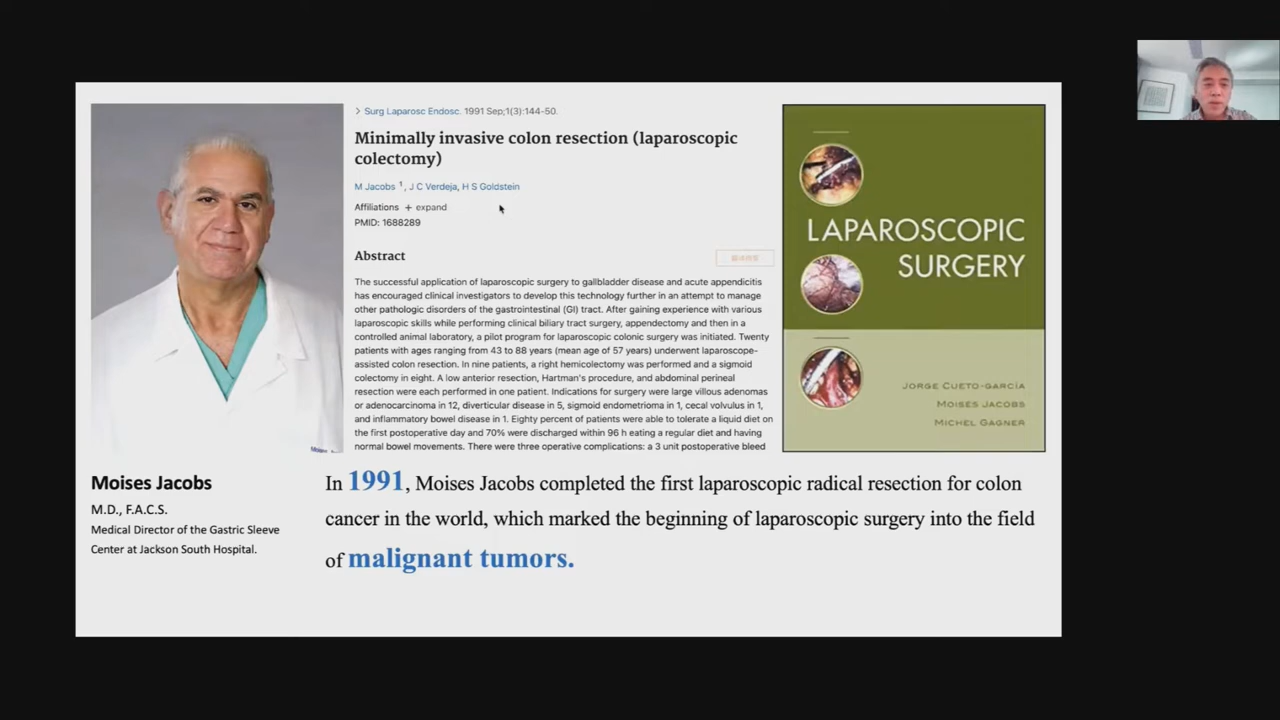 > Surg Laparosc Endosc. 1991 Sep;1(3):144-50.
Minimally invasive colon resection (laparoscopic
colectomy)
M Jacobs 1, J C Verdeja, H S Goldstein
Affiliations + expand
PMID: 1688289
Abstract
The successful application of laparoscopic surgery to gallbladder disease and acute appendicitis
has encouraged clinical investigators to develop this technology further in an attempt to manage
other pathologic disorders of the gastrointestinal (GI) tract. After gaining experience with various
laparoscopic skills while performing clinical biliary tract surgery, appendectomy and then in a
controlled animal laboratory, a pilot program for laparoscopic colonic surgery was initiated. Twenty
patients with ages ranging from 43 to 88 years (mean age of 57 years) underwent laparoscope-
assisted colon resection. In nine patients, a right hemicolectomy was performed and a sigmoid
colectomy in eight. A low anterior resection, Hartman's procedure, and abdominal perineal
resection were each performed in one patient. Indications for surgery were large villous adenomas
or adenocarcinoma in 12, diverticular disease in 5, sigmoid endometrioma in 1, cecal volvulus in 1,
and inflammatory bowel disease in 1. Eighty percent of patients were able to tolerate a liquid diet on
the first postoperative day and 70% were discharged within 96 h eating a regular diet and having
normal bowel movements. There were three operative complications: a 3 unit postoperative bleed
LAPAROSCOPIC
SURGERY
JORGE CUETO-GARCÍA
MOISÉS JACOBS
MICHEL GAGNER
Moises Jacobs
M.D., F.A.C.S.
Medical Director of the Gastric Sleeve
Center at Jackson South Hospital.
In 1991, Moises Jacobs completed the first laparoscopic radical resection for colon
cancer in the world, which marked the beginning of laparoscopic surgery into the field
of malignant tumors.